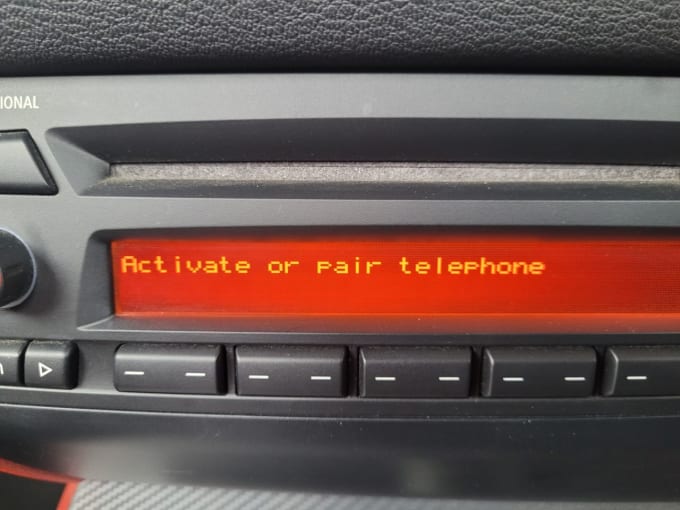 IONAL
Activate or pair telephone